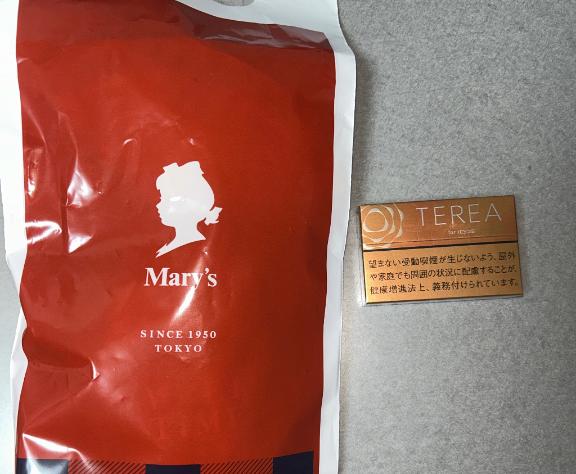 Mary's
SINCE 1950
TOKYO
TEREA
望まない受動喫煙が生じないよう、屋外
や家庭でも周囲の状況に配慮することが、
健康増進法上、義務付けられています。